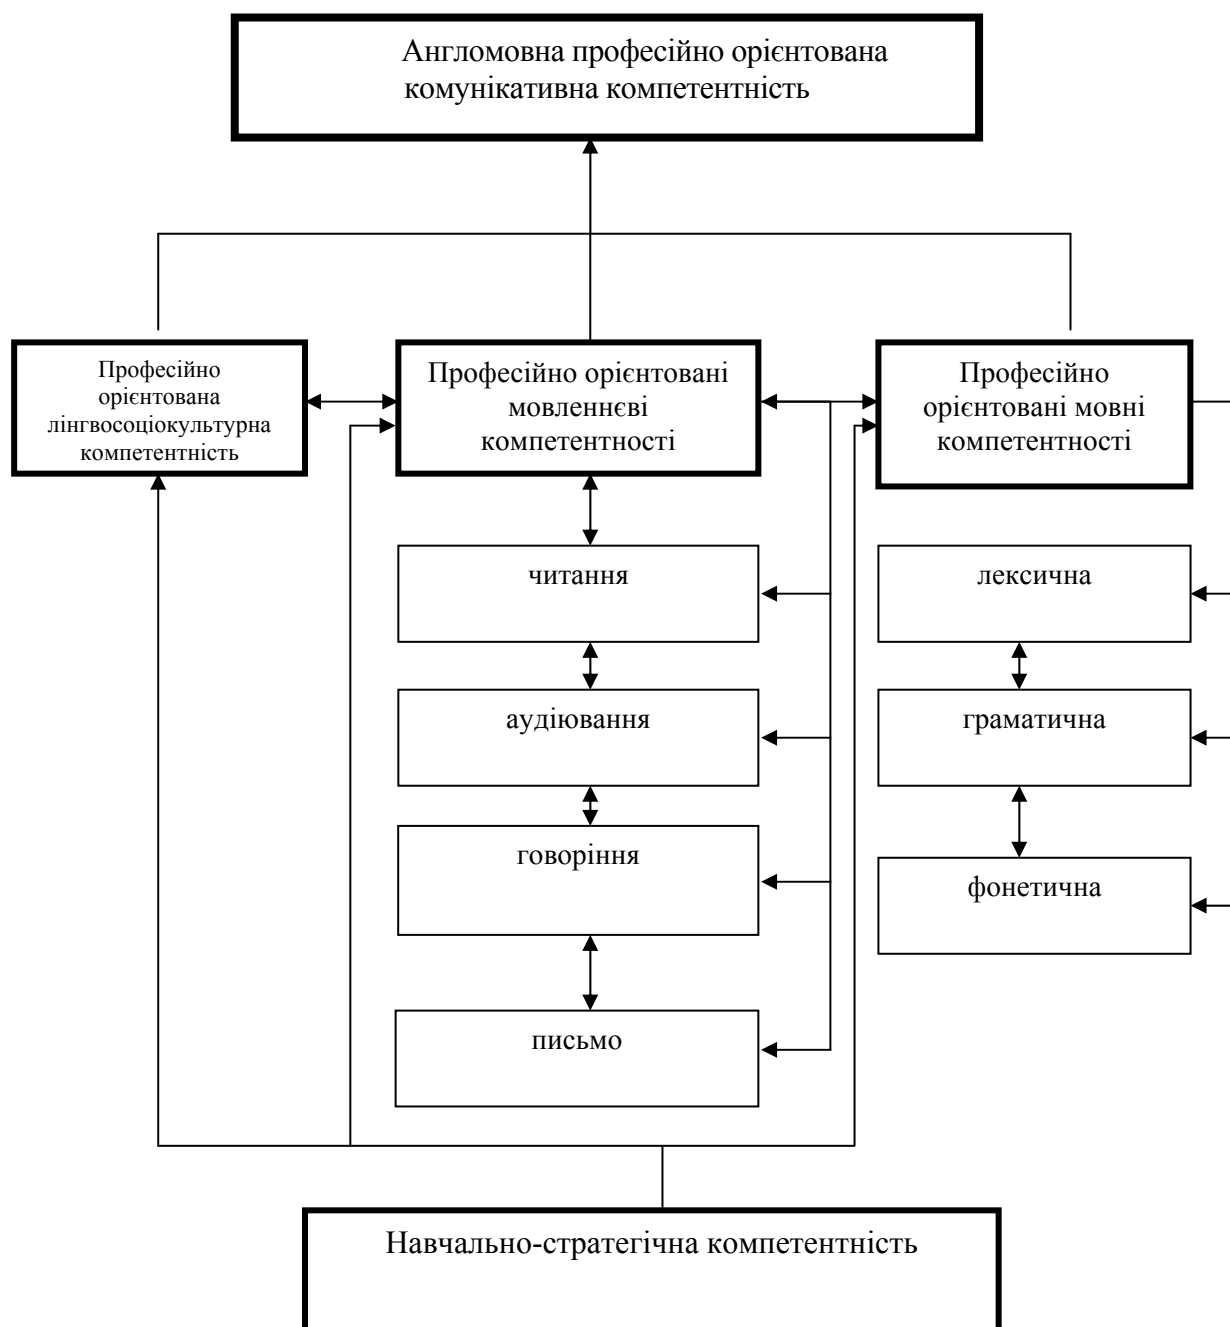 Англомовна професійно орієнтована
комунікативна компетентність
Професійно
орієнтована
лінгвосоціокультурна
компетентність
Професійно орієнтовані
мовленнєві
компетентності
Професійно
орієнтовані мовні
компетентності
читання
аудіювання
говоріння
письмо
лексична
граматична
фонетична
Навчально-стратегічна компетентність